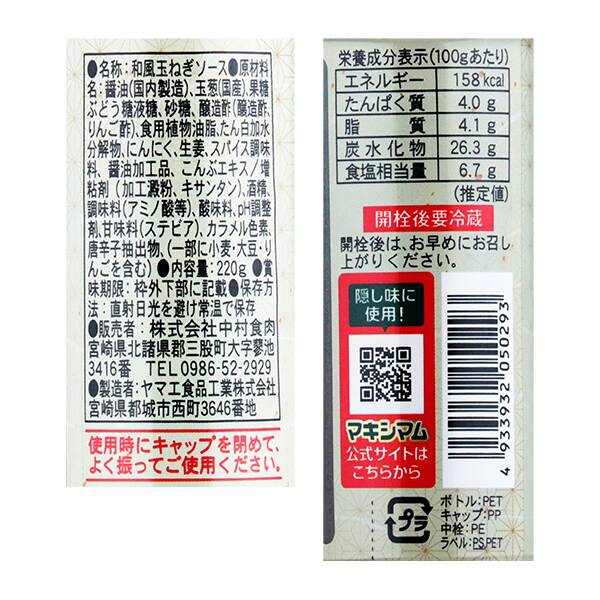 ●名称:和風玉ねぎソース●原材料
名:醤油(国内製造)、玉葱(国産)、果糖
ぶどう糖液糖、砂糖、醸造酢(醸造酢、
りんご酢)、食用植物油脂、たん白加水
分解物、にんにく、生姜、スパイス調味
料、醤油加工品、こんぶエキス/増
粘剤(加工澱粉、キサンタン)、酒精、
調味料(アミノ酸等)、酸味料、pH調整
剤、甘味料(ステビア)、カラメル色素、
唐辛子抽出物、(一部に小麦・大豆・り
んごを含む)●内容量:220g●賞
味期限:枠外下部に記載●保存方
法:直射日光を避け常温で保存
●販売者:株式会社中村食肉
宮崎県北諸県郡三股町大字蓼池
3416番 TEL0986-52-2929
●製造者:ヤマエ食品工業株式会社
宮崎県都城市西町3646番地
使用時にキャップを閉めて、
よく振ってご使用ください。
栄養成分表示(100gあたり)
エネルギー 158kcal
たんぱく質 4.0g
脂質 4.1g
炭水化物 26.3g
食塩相当量 6.7g
(推定値)
開栓後要冷蔵
開栓後は、お早めにお召し
上がりください。
隠し味に
使用!
マキシマム
公式サイトは
こちらから
4933932050293
プラ
ボトル:PET
キャップ:PP
中栓:PE
ラベル:PS,PET